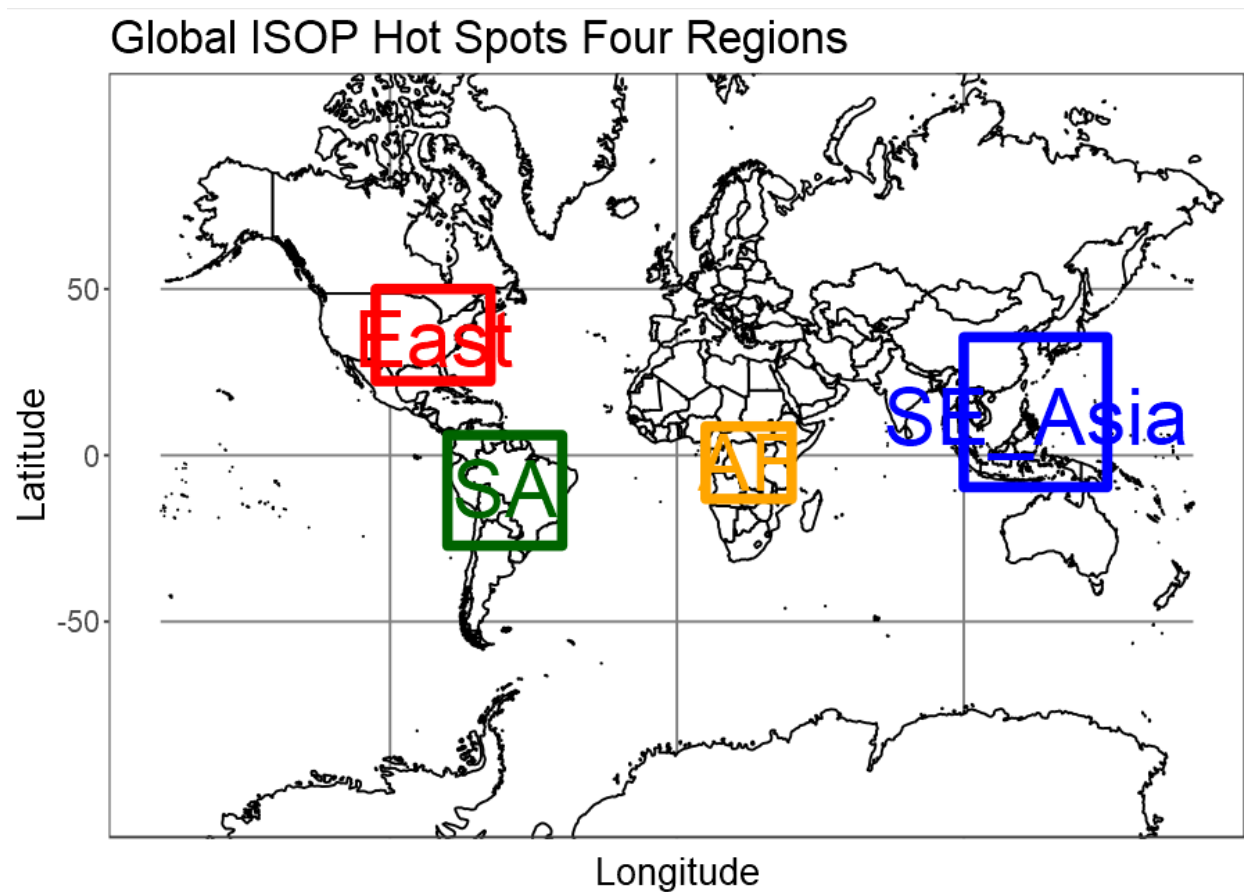 Global ISOP Hot Spots Four Regions
Latitude
50
0
-50
East
SE_Asia
SA
AF
Longitude